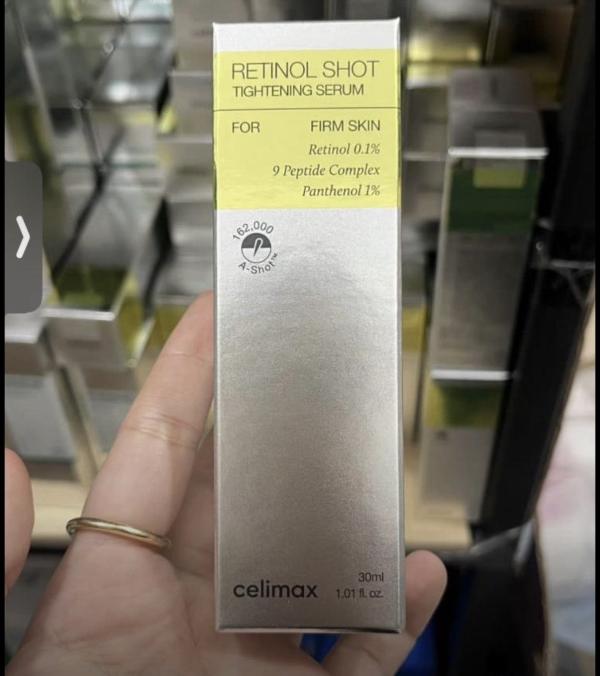 RETINOL SHOT
TIGHTENING SERUM
FOR FIRM SKIN
Retinol 0.1%
9 Peptide Complex
Panthenol 1%
162,000
A-Shot™
30ml
celimax 1.01 fl. oz.